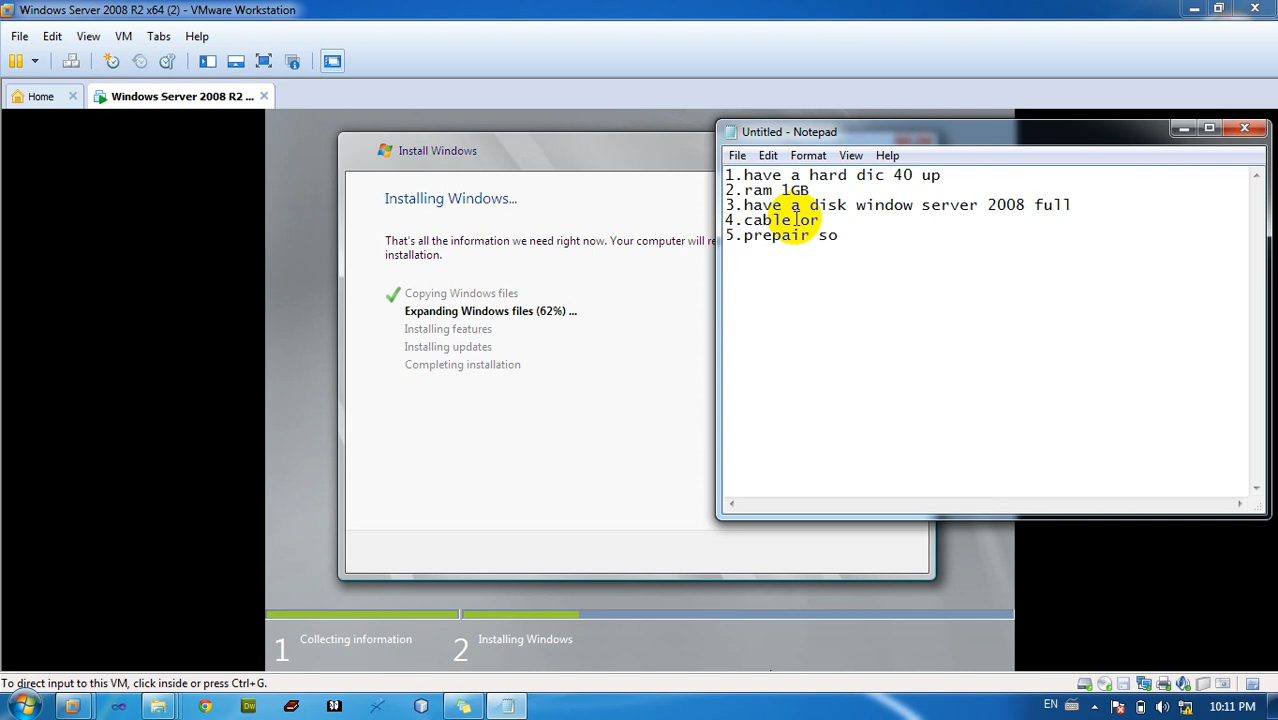 Windows Server 2008 R2 x64 (2) - VMware Workstation
File Edit View VM Tabs Help
Home
Windows Server 2008 R2 ...
Install Windows
Installing Windows...
That's all the information we need right now. Your computer will re
installation.
Copying Windows files
Expanding Windows files (62%) ...
Installing features
Installing updates
Completing installation
Untitled - Notepad
File Edit Format View Help
1.have a hard dic 40 up
2.ram 1GB
3.have a disk window server 2008 full
4.cable or
5.prepair so
1 Collecting information
2 Installing Windows
To direct input to this VM, click inside or press Ctrl+G.
Dw
EN
10:11 PM